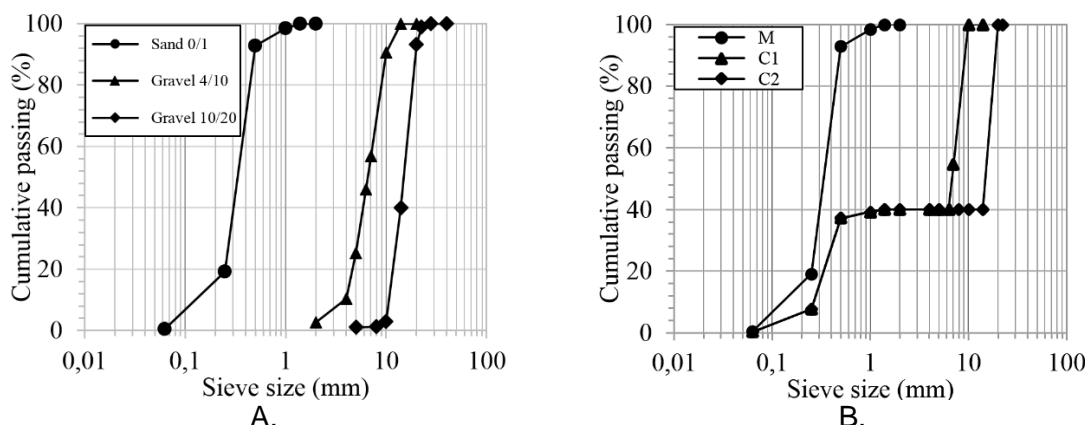 100
80
60
40
20
0
Cumulative passing (%)
Sand 0/1
Gravel 4/10
Gravel 10/20
0,01 0,1 1 10 100
Sieve size (mm)
A.
100
80
60
40
20
0
Cumulative passing (%)
M
C1
C2
0,01 0,1 1 10 100
Sieve size (mm)
B.